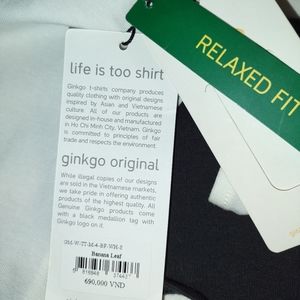 life is too shirt
Ginkgo t-shirts company produces
quality clothing with original designs
inspired by Asian and Vietnamese
culture. All of our products are
designed in-house and manufactured
in Ho Chi Minh City, Vietnam. Ginkgo
is committed to principles of fair
trade and respects the environment.
ginkgo original
While illegal copies of our designs
are sold in the Vietnamese markets,
we take pride in offering authentic
products of the highest quality. All
Genuine Ginkgo products come
with a black medallion tag with
Ginkgo logo on it.
Banana Leaf
690,000 VND
RELAXED FIT